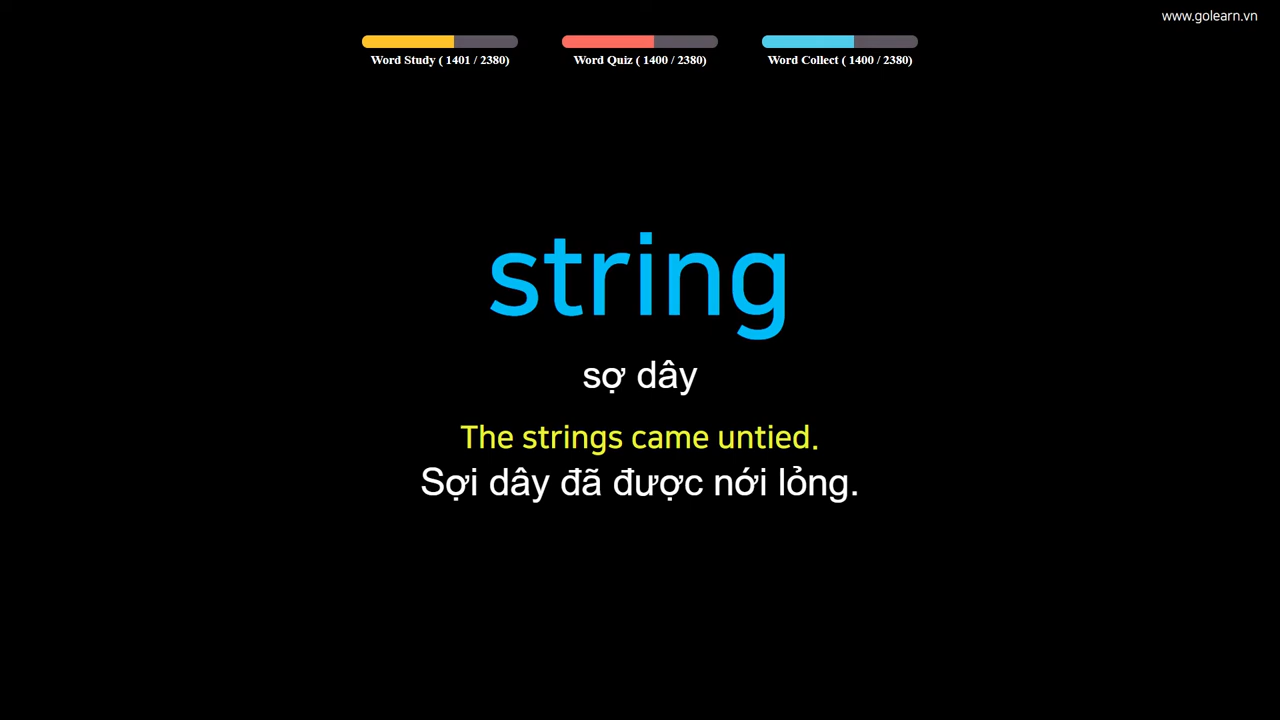 www.golearn.vn
Word Study ( 1401 / 2380)
Word Quiz ( 1400 / 2380)
Word Collect ( 1400 / 2380)
string
sợ dây
The strings came untied.
Sợi dây đã được nới lỏng.